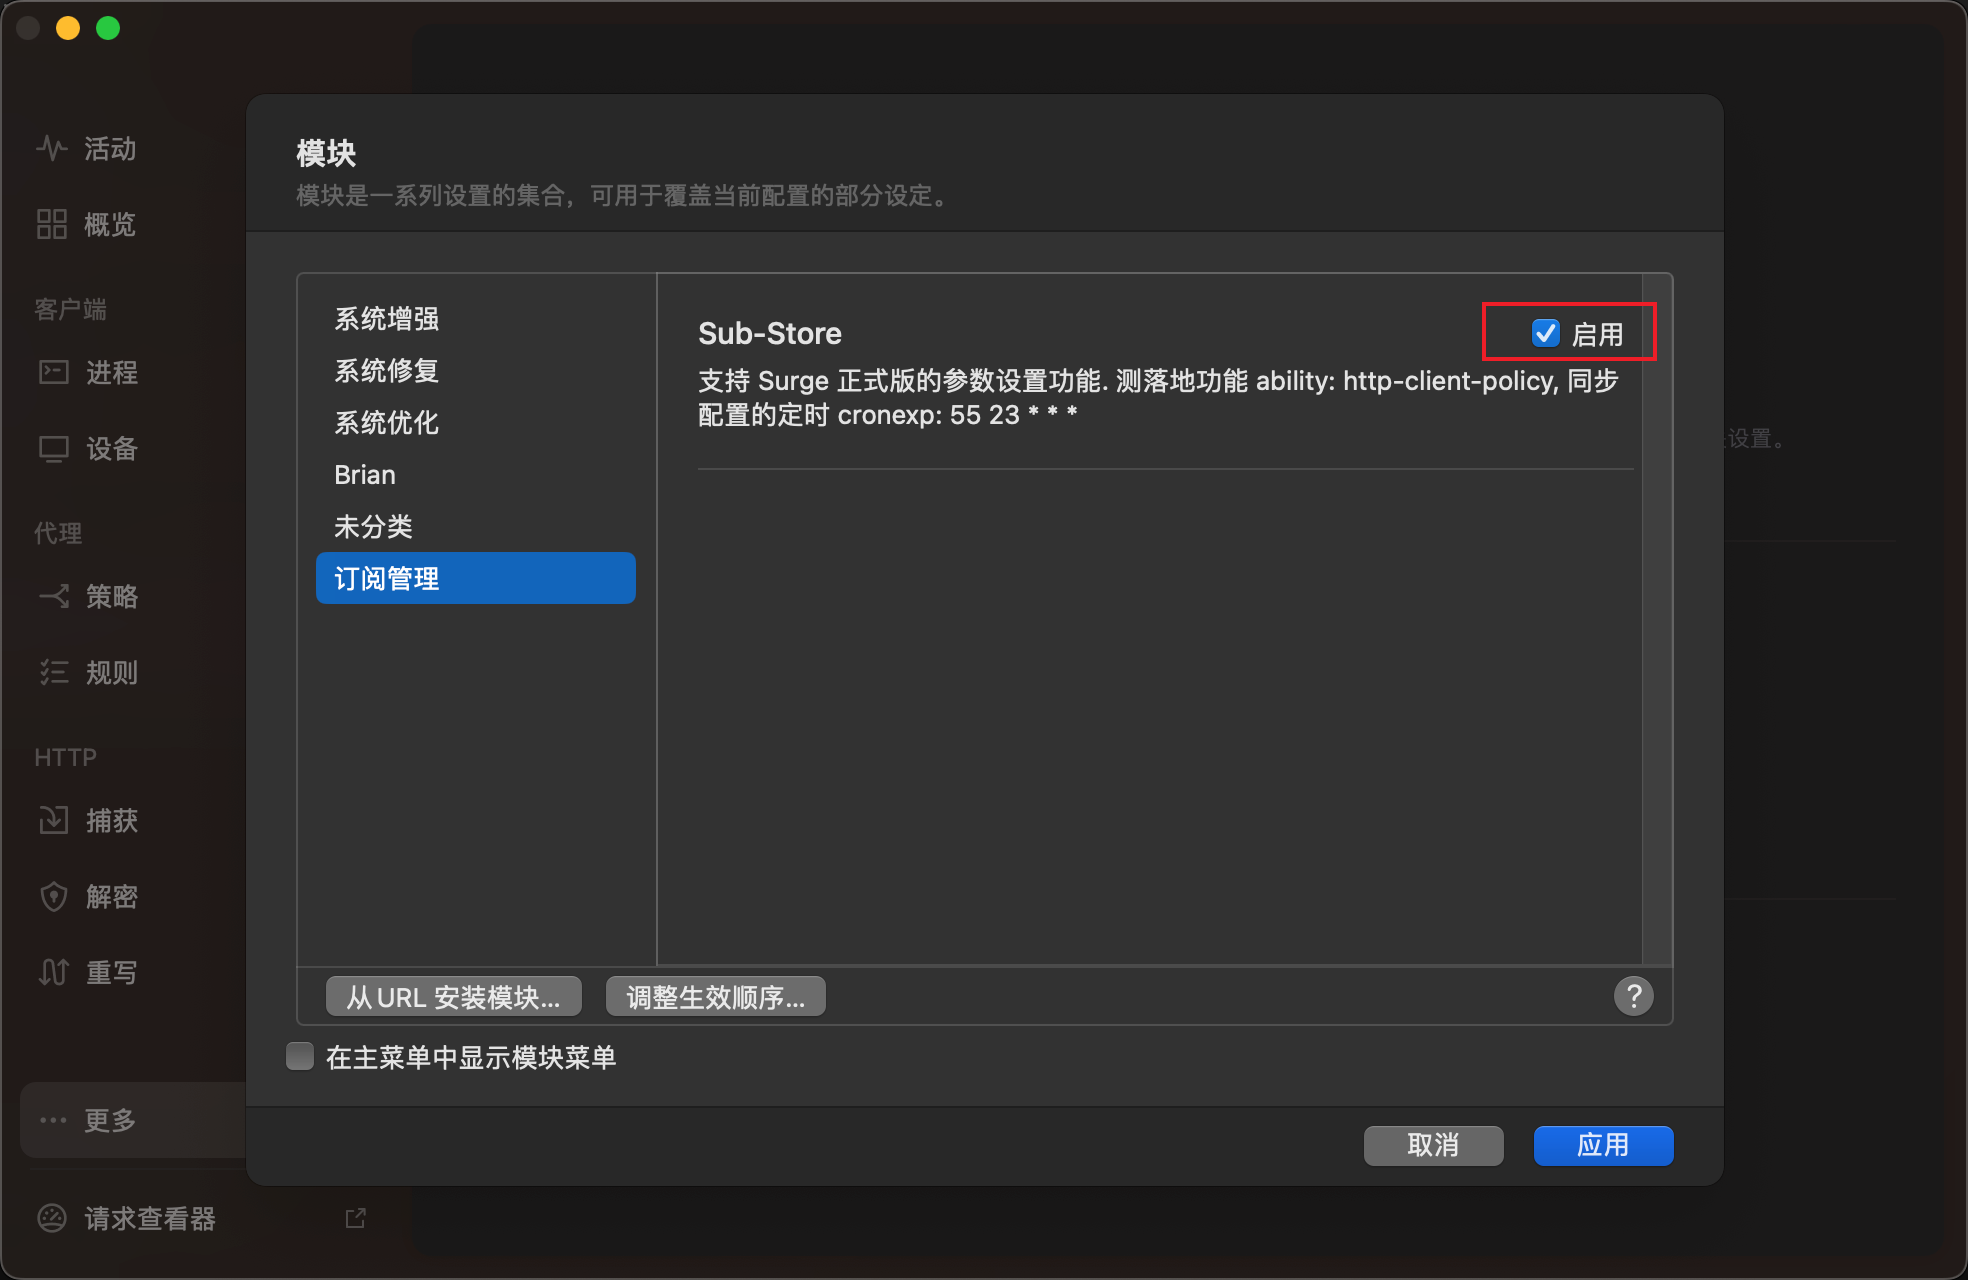 活动
概览
客户端
进程
设备
代理
策略
规则
HTTP
捕获
解密
重写
更多
请求查看器
模块
模块是一系列设置的集合，可用于覆盖当前配置的部分设定。
系统增强
系统修复
系统优化
Brian
未分类
订阅管理
Sub-Store
启用
支持 Surge 正式版的参数设置功能. 测落地功能 ability: http-client-policy, 同步
配置的定时 cronexp: 55 23 * * *
设置。
从 URL 安装模块...
调整生效顺序...
?
在主菜单中显示模块菜单
取消
应用